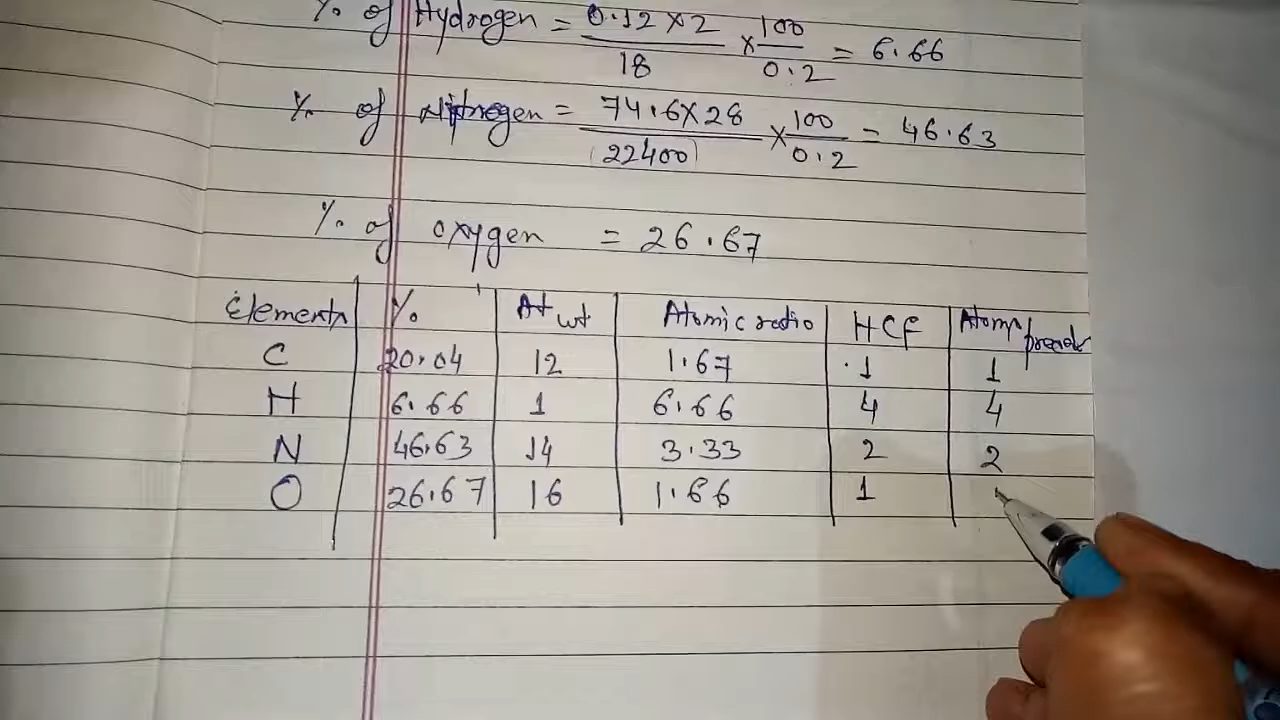 % of Hydrogen = 0.12 × 2 / 18 × 100 / 0.2 = 6.66
% of Nitrogen = 74.6 × 28 / 22400 × 100 / 0.2 = 46.63
% of oxygen = 26.67
Elements % At wt Atomic ratio HCF Atoms
C 20.04 12 1.67 1 1
H 6.66 1 6.66 4 4
N 46.63 14 3.33 2 2
O 26.67 16 1.66 1